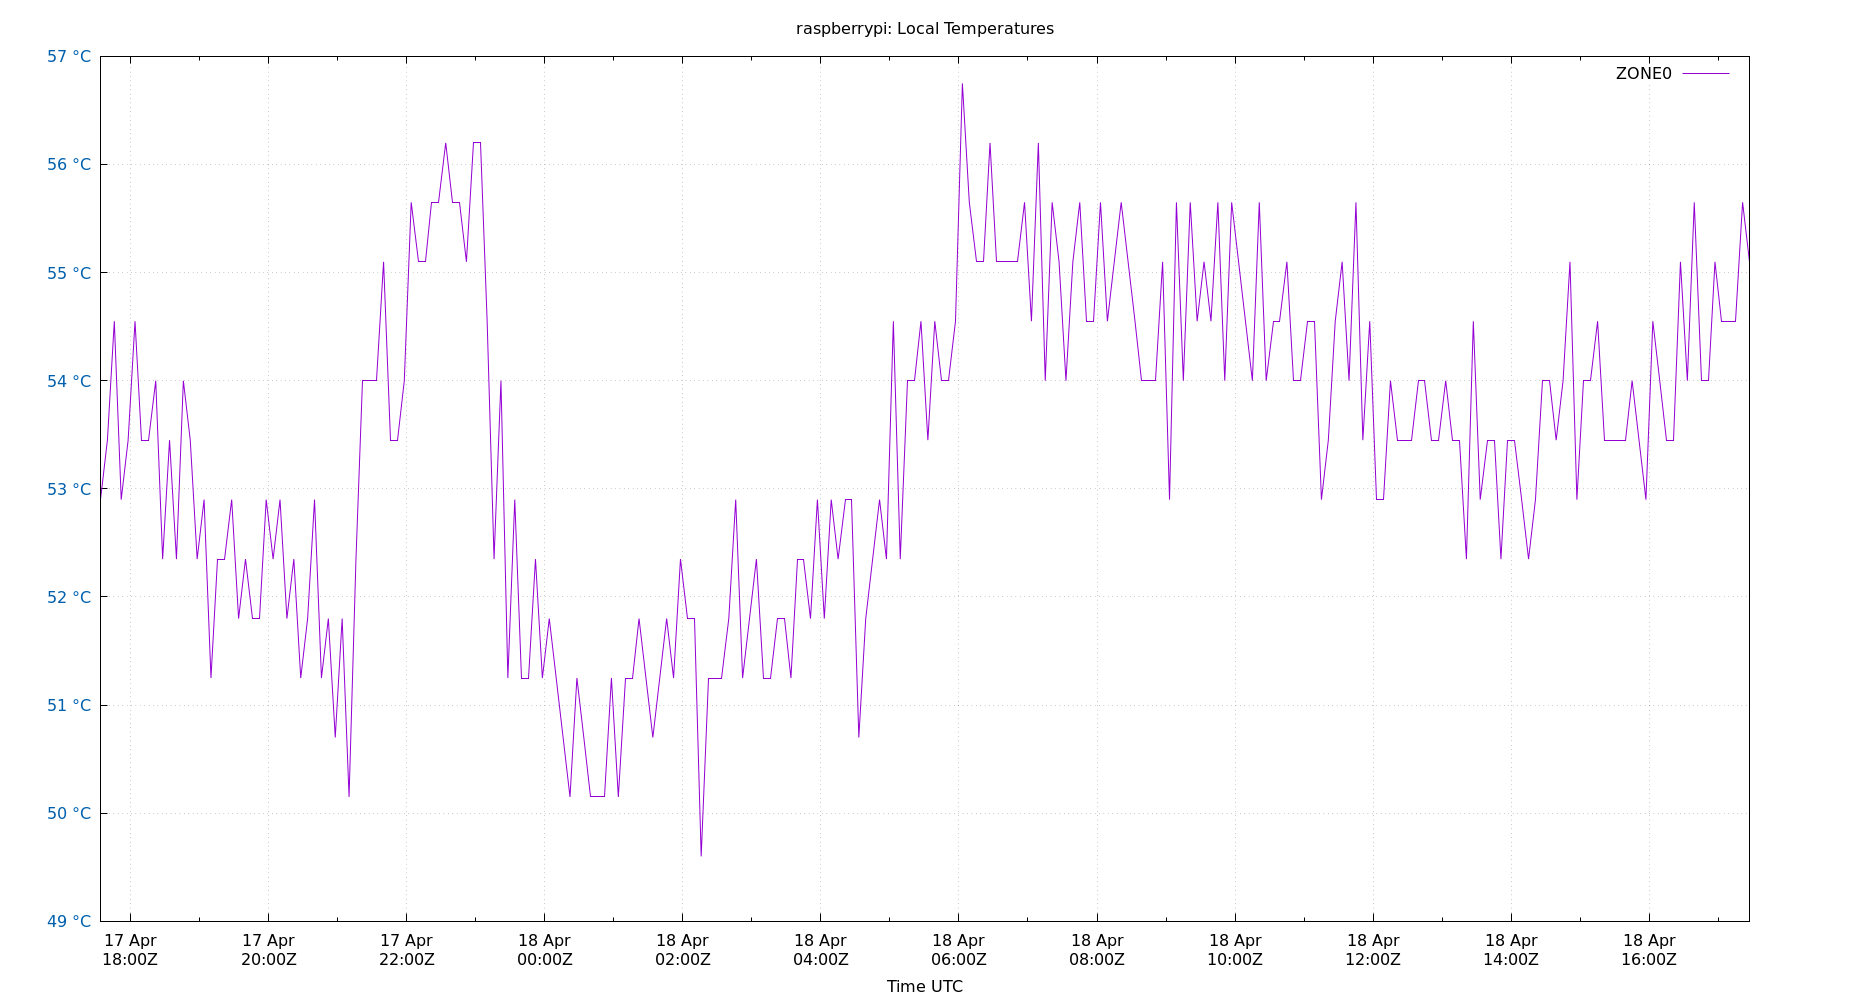 raspberrypi: Local Temperatures
57 °C
ZONE0
56 °C
55 °C
54 °C
53 °C
52 °C
51 °C
50 °C
49 °C
17 Apr 17 Apr 17 Apr 18 Apr 18 Apr 18 Apr 18 Apr 18 Apr 18 Apr 18 Apr 18 Apr 18 Apr
18:00Z 20:00Z 22:00Z 00:00Z 02:00Z 04:00Z 06:00Z 08:00Z 10:00Z 12:00Z 14:00Z 16:00Z
Time UTC